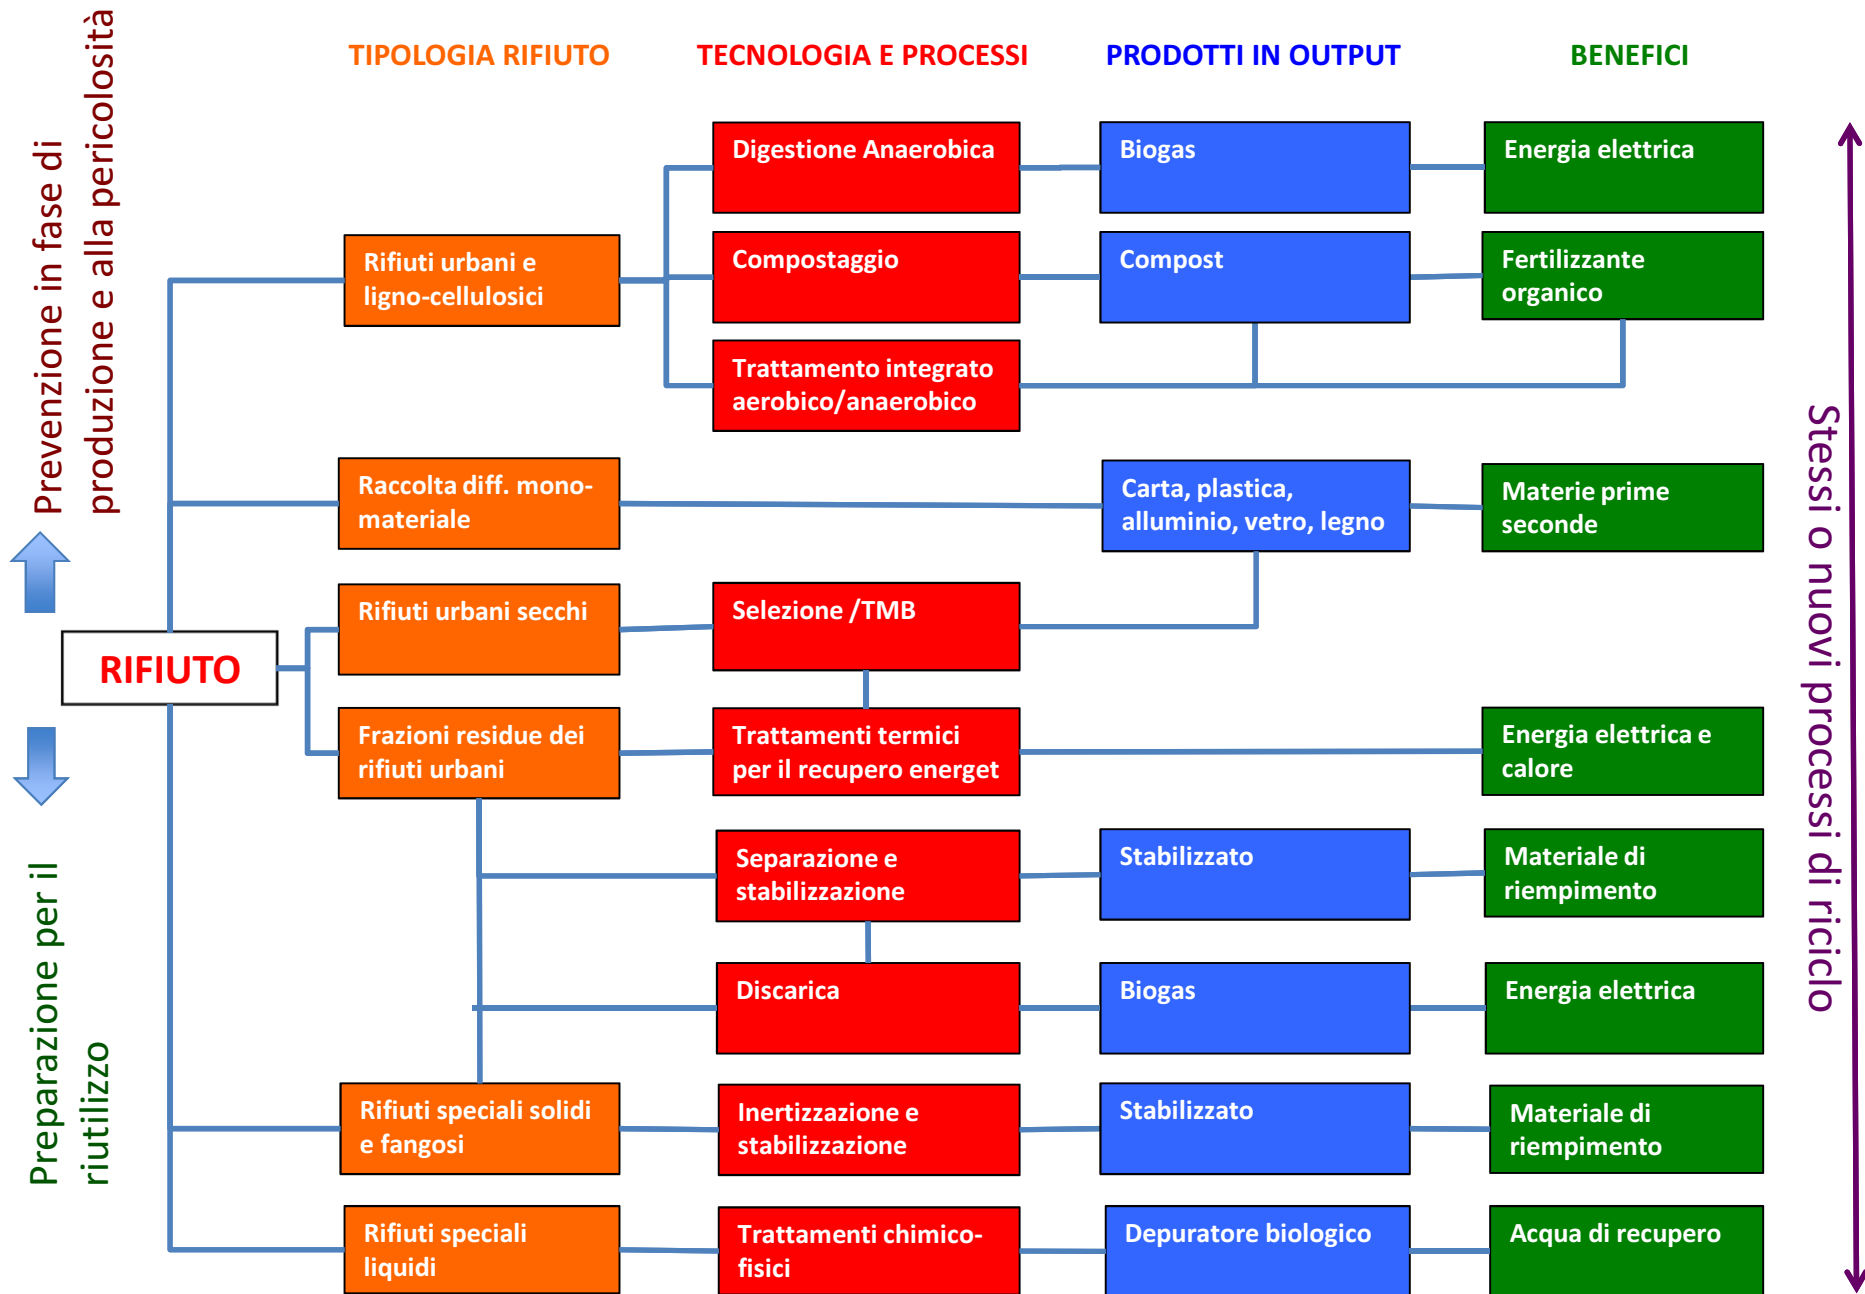 Prevenzione in fase di
produzione e alla pericolosità
TIPOLOGIA RIFIUTO
TECNOLOGIA E PROCESSI
PRODOTTI IN OUTPUT
BENEFICI
Digestione Anaerobica
Biogas
Energia elettrica
Rifiuti urbani e
ligno-cellulosici
Compostaggio
Compost
Fertilizzante
organico
Trattamento integrato
aerobico/anaerobico
Raccolta diff. mono-
materiale
Carta, plastica,
alluminio, vetro, legno
Materie prime
seconde
Rifiuti urbani secchi
Selezione /TMB
RIFIUTO
Frazioni residue dei
rifiuti urbani
Trattamenti termici
per il recupero energet
Energia elettrica e
calore
Separazione e
stabilizzazione
Stabilizzato
Materiale di
riempimento
Discarica
Biogas
Energia elettrica
Rifiuti speciali solidi
e fangosi
Inertizzazione e
stabilizzazione
Stabilizzato
Materiale di
riempimento
Rifiuti speciali
liquidi
Trattamenti chimico-
fisici
Depuratore biologico
Acqua di recupero
Preparazione per il
riutilizzo
Stessi o nuovi processi di riciclo